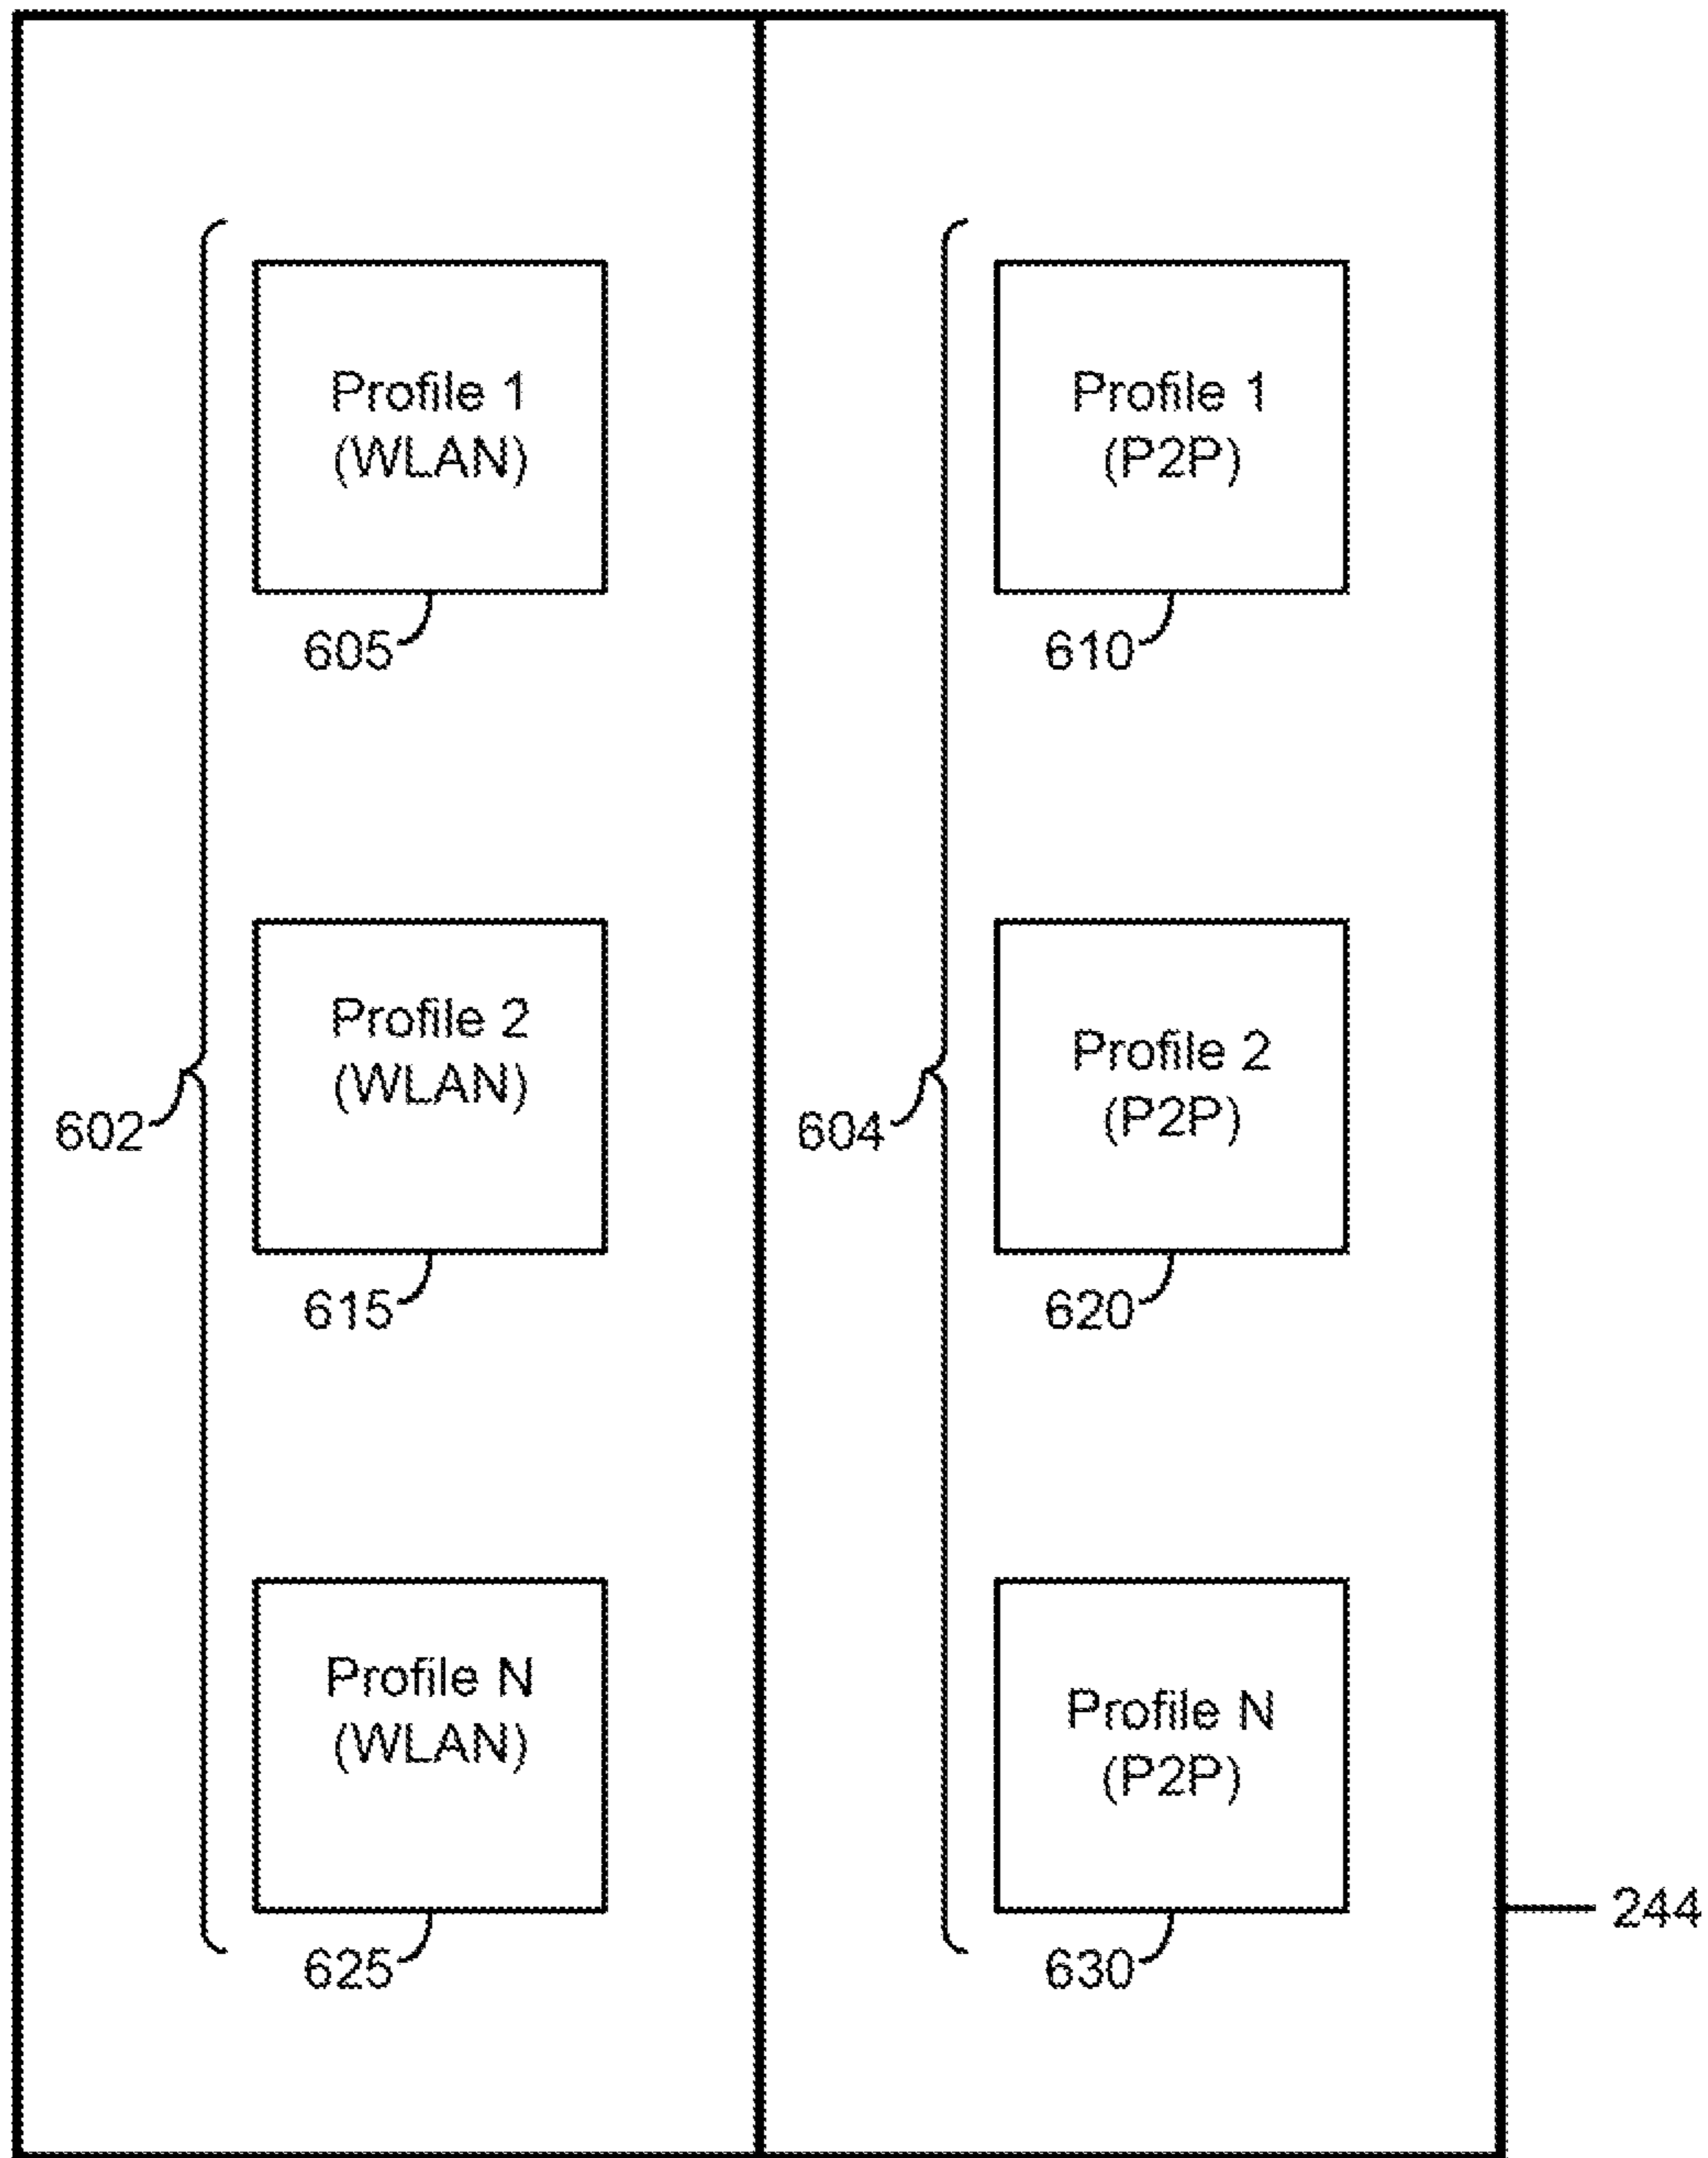 Profile 1
(WLAN)
605
Profile 1
(P2P)
610
602
Profile 2
(WLAN)
615
604
Profile 2
(P2P)
620
Profile N
(WLAN)
625
Profile N
(P2P)
630
244